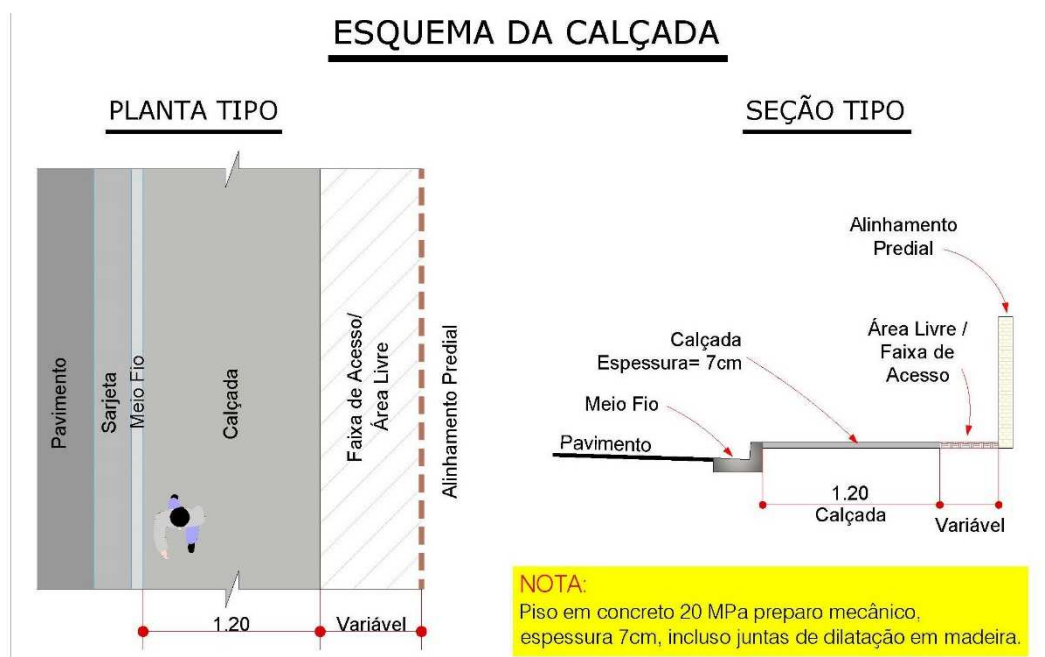 ESQUEMA DA CALÇADA
PLANTA TIPO
Pavimento
Sarjeta
Meio Fio
Calçada
Faixa de Acesso/
Área Livre
Alinhamento Predial
1.20
Variável
SEÇÃO TIPO
Alinhamento
Predial
Área Livre /
Faixa de
Acesso
Calçada
Espessura= 7cm
Meio Fio
Pavimento
1.20
Calçada
Variável
NOTA:
Piso em concreto 20 MPa preparo mecânico,
espessura 7cm, incluso juntas de dilatação em madeira.